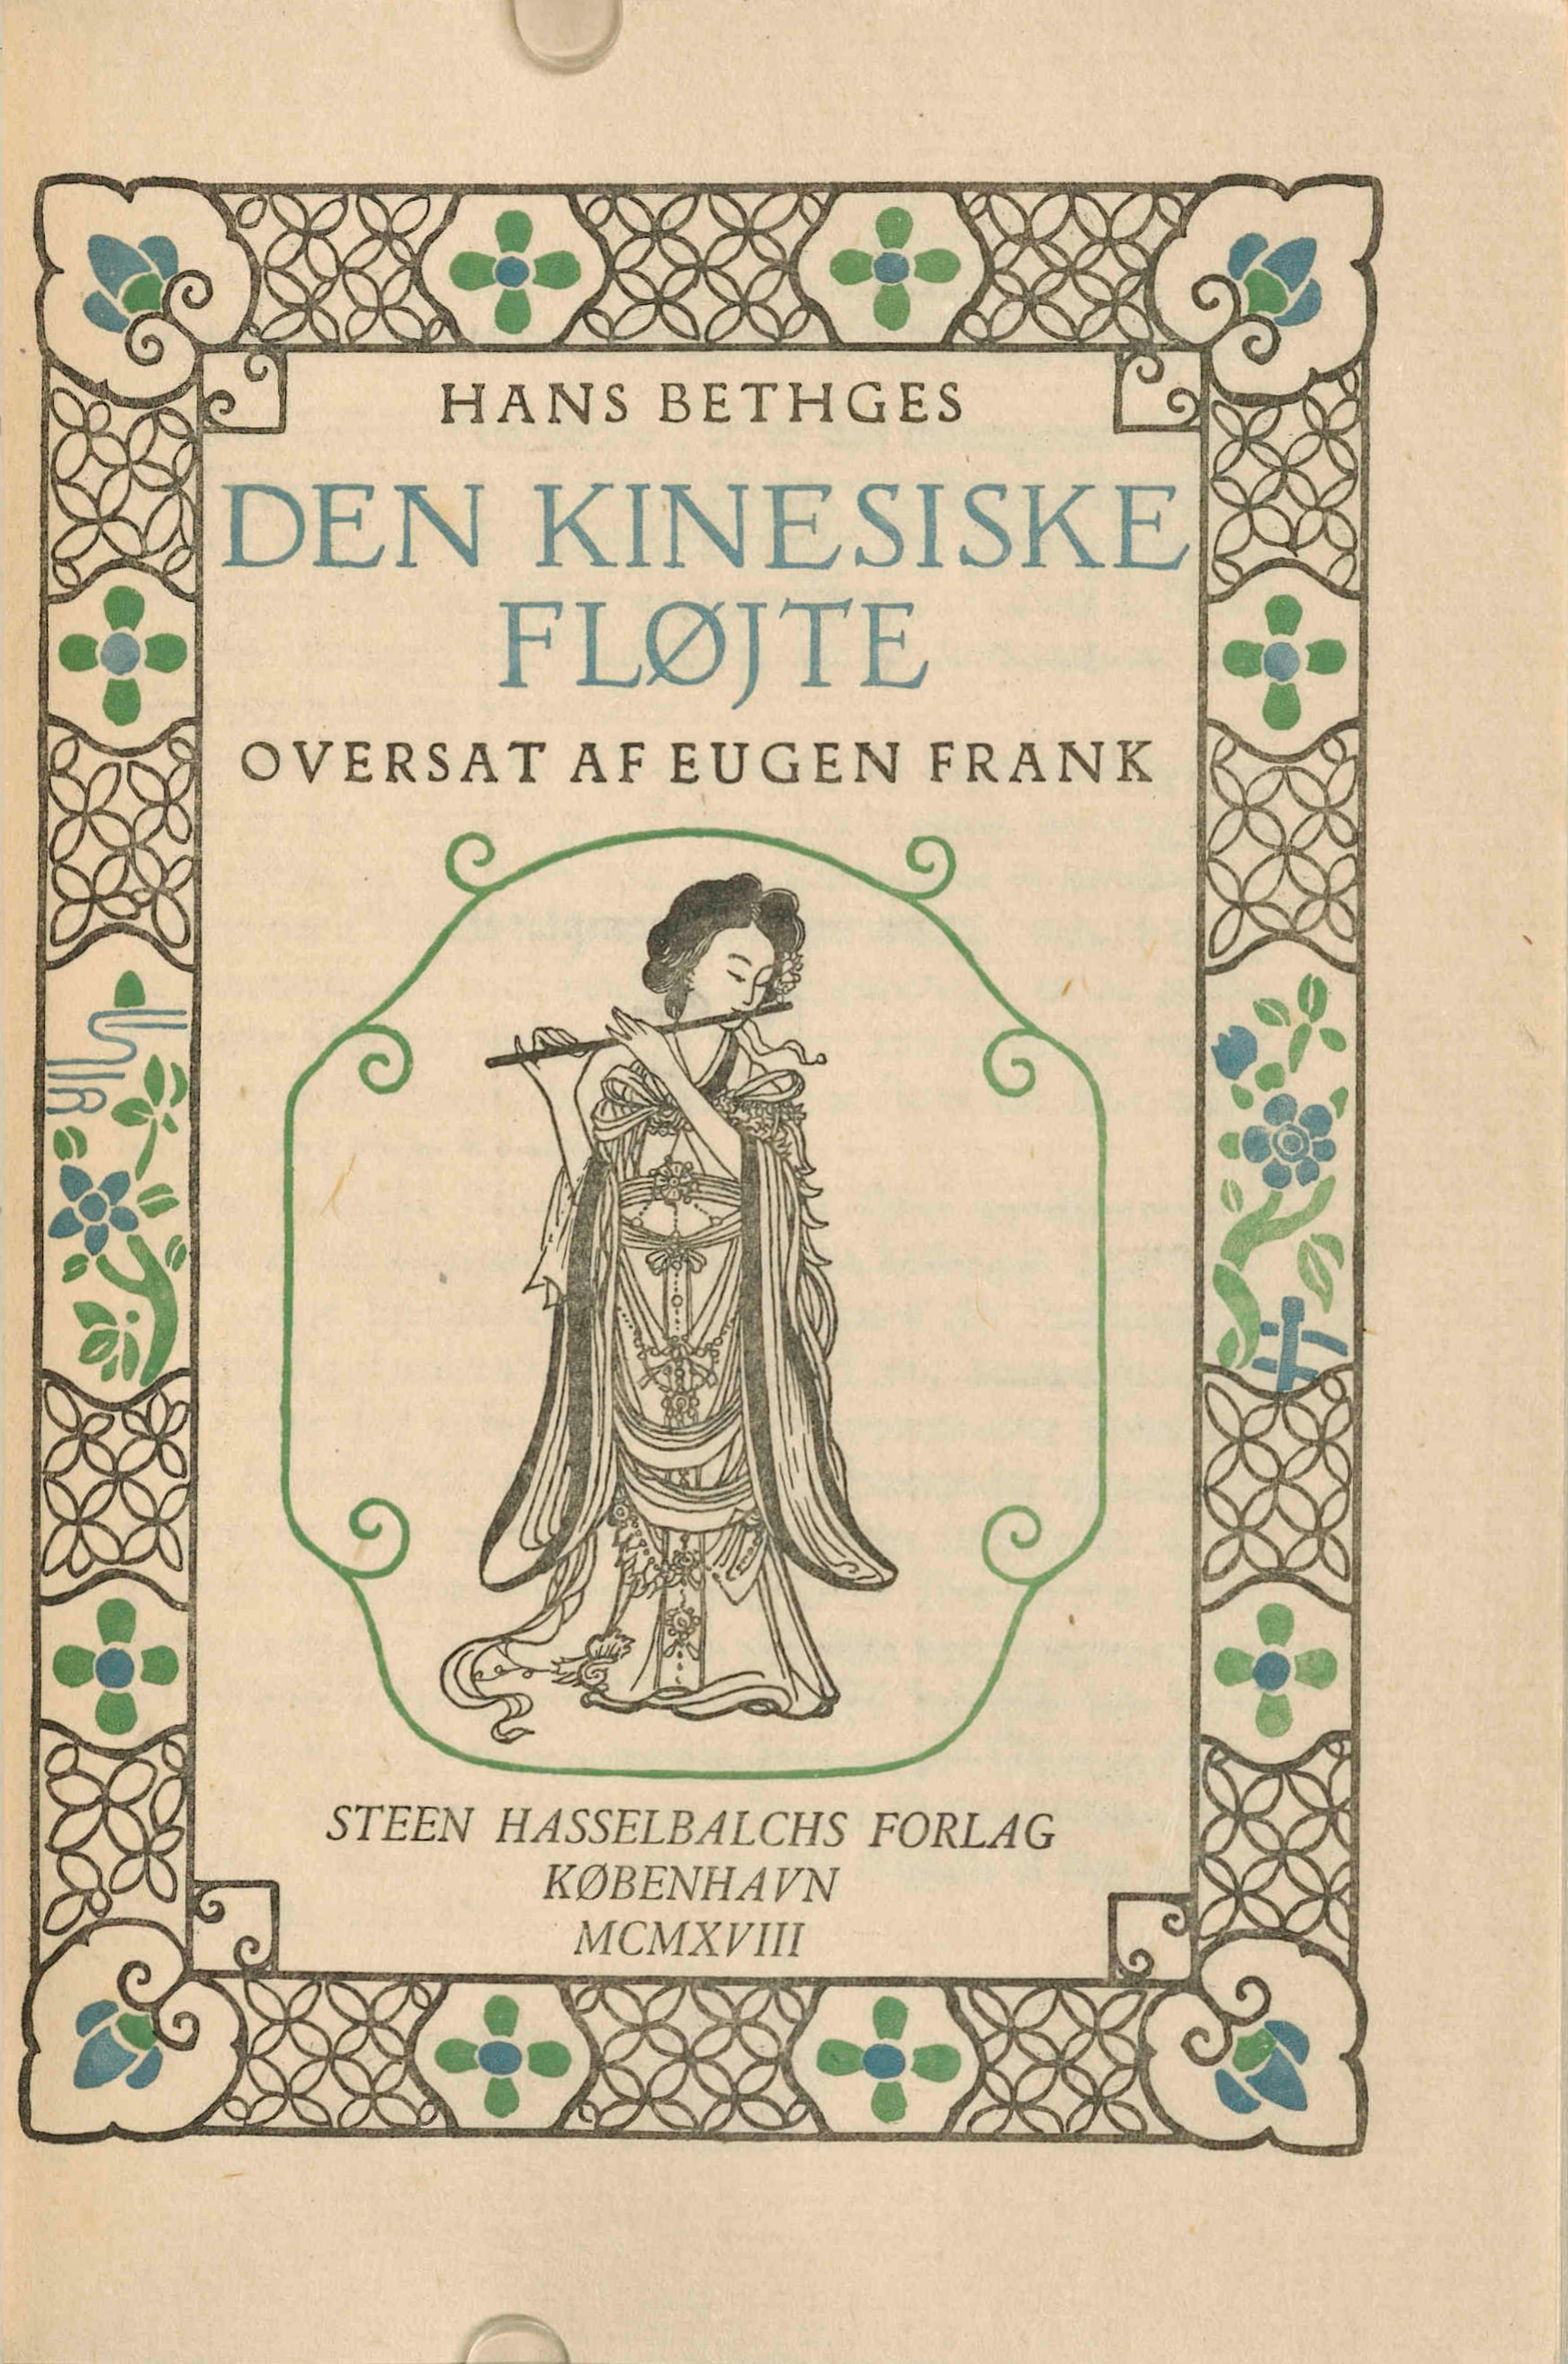 HANS BETHGES
DEN KINESISKE
FLØJTE
OVERSAT AF EUGEN FRANK
STEEN HASSELBALCHS FORLAG
KØBENHAVN
MCMXVIII